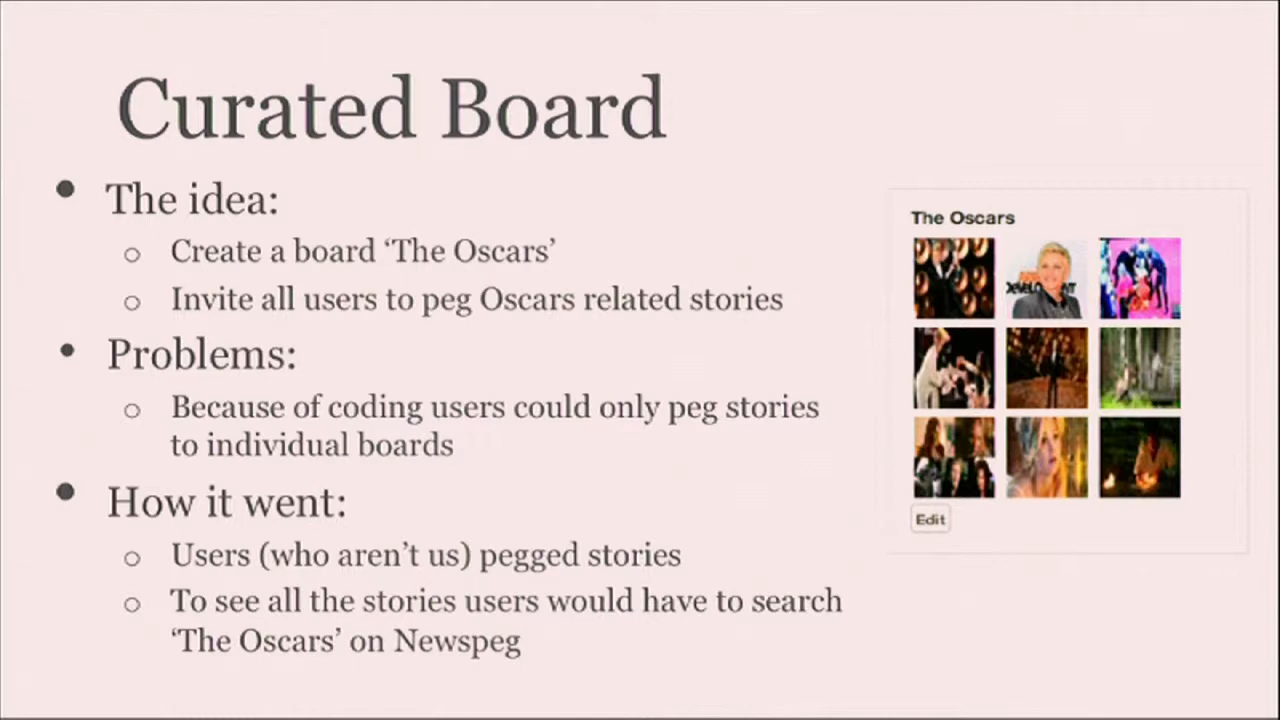 Curated Board
• The idea:
o Create a board ‘The Oscars’
o Invite all users to peg Oscars related stories
• Problems:
o Because of coding users could only peg stories
to individual boards
• How it went:
o Users (who aren’t us) pegged stories
o To see all the stories users would have to search
‘The Oscars’ on Newspeg
The Oscars
Edit